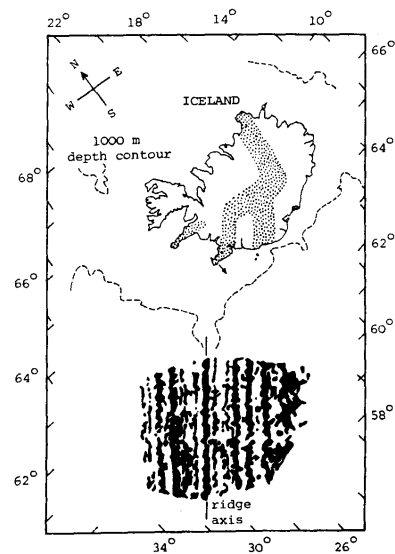 22° 18° 14° 10°
66°
N E
W S
ICELAND
1000 m
depth contour
64°
68°
62°
66°
60°
64°
58°
62°
ridge
axis
34° 30° 26°